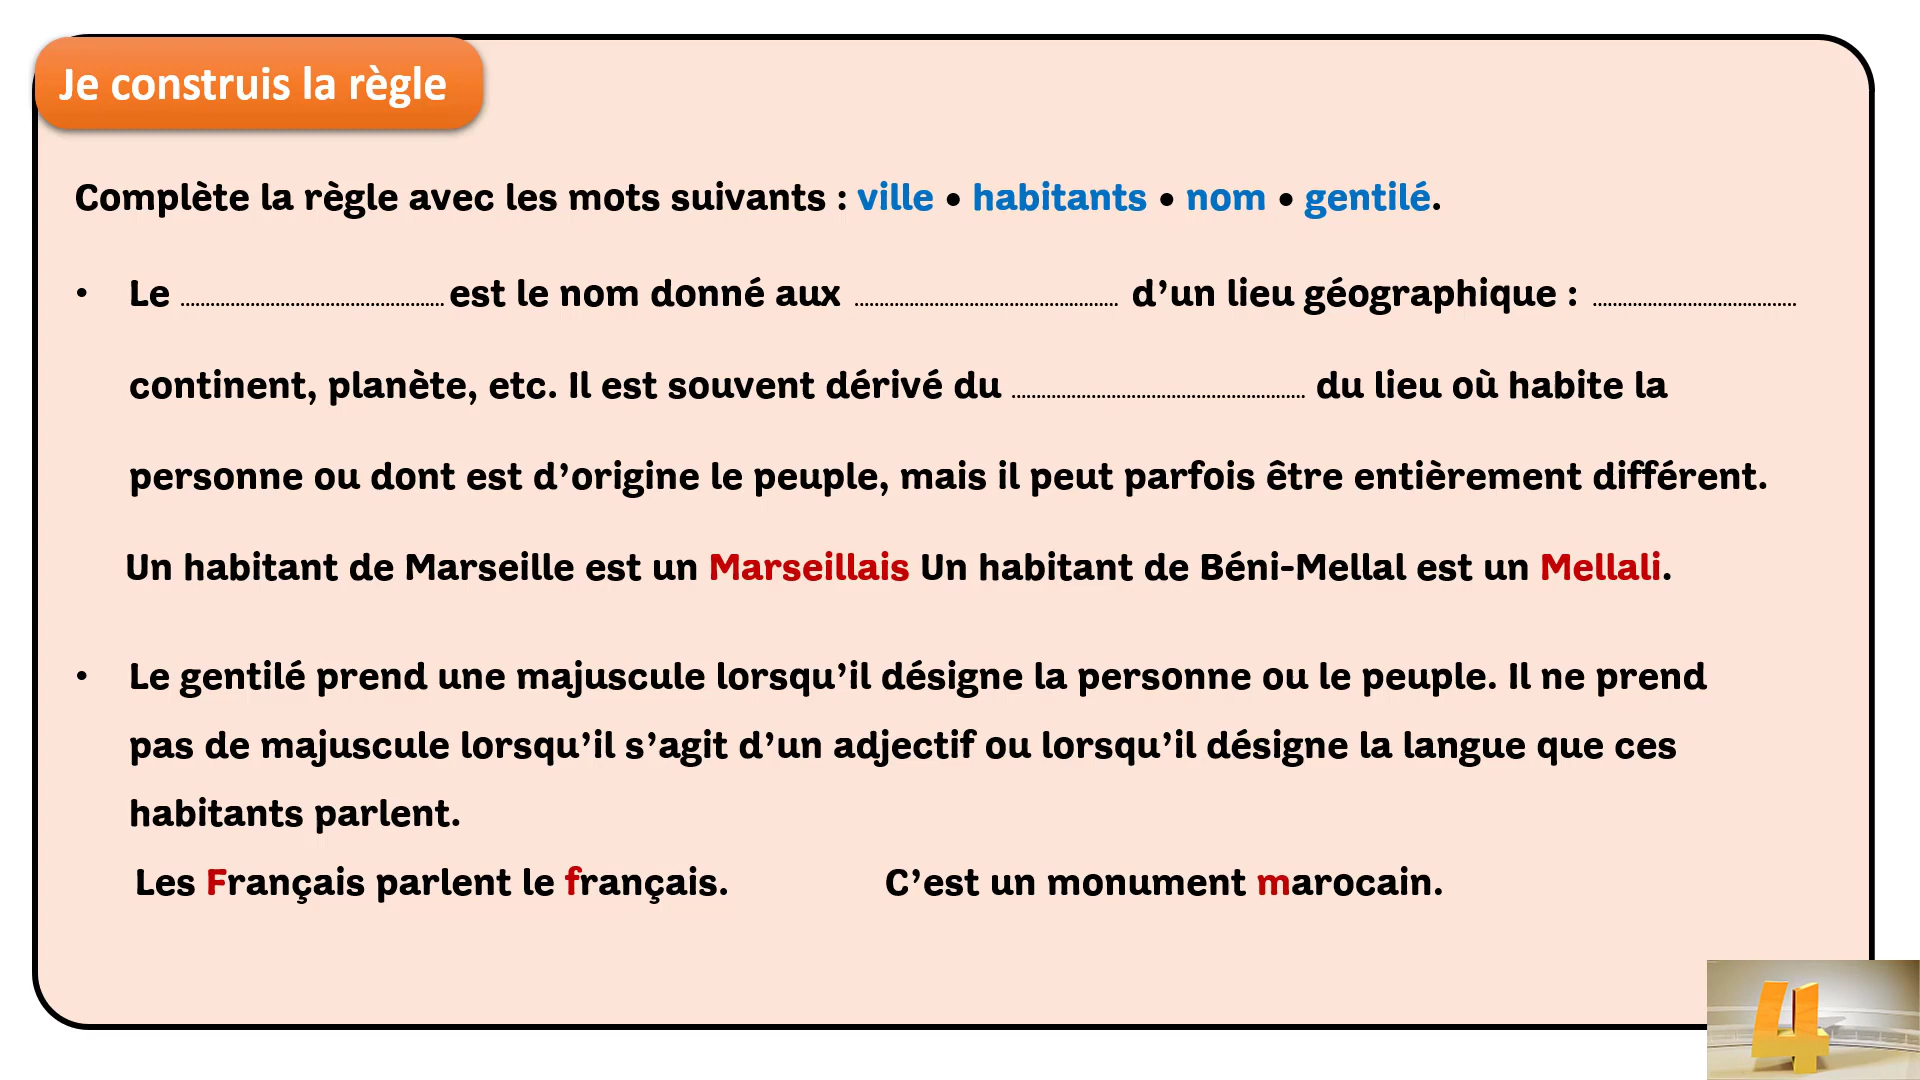 Je construis la règle
Complète la règle avec les mots suivants : ville • habitants • nom • gentilé.
• Le ............................ est le nom donné aux ............................ d’un lieu géographique : ......................
continent, planète, etc. Il est souvent dérivé du ................................ du lieu où habite la
personne ou dont est d’origine le peuple, mais il peut parfois être entièrement différent.
Un habitant de Marseille est un Marseillais Un habitant de Béni-Mellal est un Mellali.
• Le gentilé prend une majuscule lorsqu’il désigne la personne ou le peuple. Il ne prend
pas de majuscule lorsqu’il s’agit d’un adjectif ou lorsqu’il désigne la langue que ces
habitants parlent.
Les Français parlent le français. C’est un monument marocain.
4